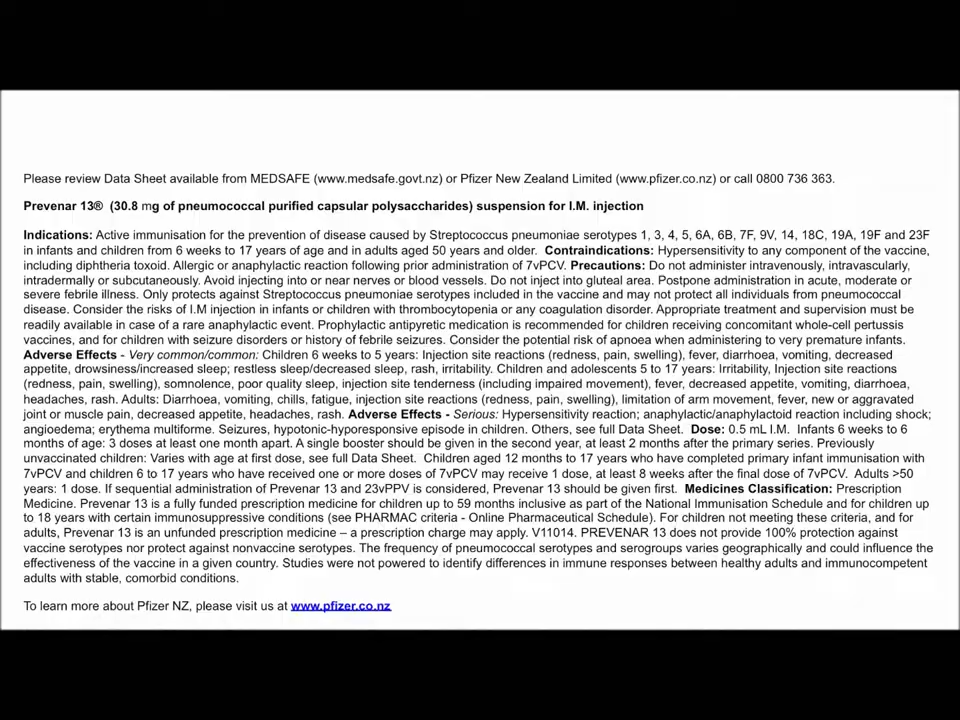 Please review Data Sheet available from MEDSAFE (www.medsafe.govt.nz) or Pfizer New Zealand Limited (www.pfizer.co.nz) or call 0800 736 363.
Prevenar 13® (30.8 mg of pneumococcal purified capsular polysaccharides) suspension for I.M. injection
Indications: Active immunisation for the prevention of disease caused by Streptococcus pneumoniae serotypes 1, 3, 4, 5, 6A, 6B, 7F, 9V, 14, 18C, 19A, 19F and 23F
in infants and children from 6 weeks to 17 years of age and in adults aged 50 years and older. Contraindications: Hypersensitivity to any component of the vaccine,
including diphtheria toxoid. Allergic or anaphylactic reaction following prior administration of 7vPCV. Precautions: Do not administer intravenously, intravascularly,
intradermally or subcutaneously. Avoid injecting into or near nerves or blood vessels. Do not inject into gluteal area. Postpone administration in acute, moderate or
severe febrile illness. Only protects against Streptococcus pneumoniae serotypes included in the vaccine and may not protect all individuals from pneumococcal
disease. Consider the risks of I.M injection in infants or children with thrombocytopenia or any coagulation disorder. Appropriate treatment and supervision must be
readily available in case of a rare anaphylactic event. Prophylactic antipyretic medication is recommended for children receiving concomitant whole-cell pertussis
vaccines, and for children with seizure disorders or history of febrile seizures. Consider the potential risk of apnoea when administering to very premature infants.
Adverse Effects - Very common/common: Children 6 weeks to 5 years: Injection site reactions (redness, pain, swelling), fever, diarrhoea, vomiting, decreased
appetite, drowsiness/increased sleep; restless sleep/decreased sleep, rash, irritability. Children and adolescents 5 to 17 years: Irritability, Injection site reactions
(redness, pain, swelling), somnolence, poor quality sleep, injection site tenderness (including impaired movement), fever, decreased appetite, vomiting, diarrhoea,
headaches, rash. Adults: Diarrhoea, vomiting, chills, fatigue, injection site reactions (redness, pain, swelling), limitation of arm movement, fever, new or aggravated
joint or muscle pain, decreased appetite, headaches, rash. Adverse Effects - Serious: Hypersensitivity reaction; anaphylactic/anaphylactoid reaction including shock;
angioedema; erythema multiforme. Seizures, hypotonic-hyporesponsive episode in children. Others, see full Data Sheet. Dose: 0.5 mL I.M. Infants 6 weeks to 6
months of age: 3 doses at least one month apart. A single booster should be given in the second year, at least 2 months after the primary series. Previously
unvaccinated children: Varies with age at first dose, see full Data Sheet. Children aged 12 months to 17 years who have completed primary infant immunisation with
7vPCV and children 6 to 17 years who have received one or more doses of 7vPCV may receive 1 dose, at least 8 weeks after the final dose of 7vPCV. Adults >50
years: 1 dose. If sequential administration of Prevenar 13 and 23vPPV is considered, Prevenar 13 should be given first. Medicines Classification: Prescription
Medicine. Prevenar 13 is a fully funded prescription medicine for children up to 59 months inclusive as part of the National Immunisation Schedule and for children up
to 18 years with certain immunosuppressive conditions (see PHARMAC criteria - Online Pharmaceutical Schedule). For children not meeting these criteria, and for
adults, Prevenar 13 is an unfunded prescription medicine – a prescription charge may apply. V11014. PREVENAR 13 does not provide 100% protection against
vaccine serotypes nor protect against nonvaccine serotypes. The frequency of pneumococcal serotypes and serogroups varies geographically and could influence the
effectiveness of the vaccine in a given country. Studies were not powered to identify differences in immune responses between healthy adults and immunocompetent
adults with stable, comorbid conditions.
To learn more about Pfizer NZ, please visit us at www.pfizer.co.nz